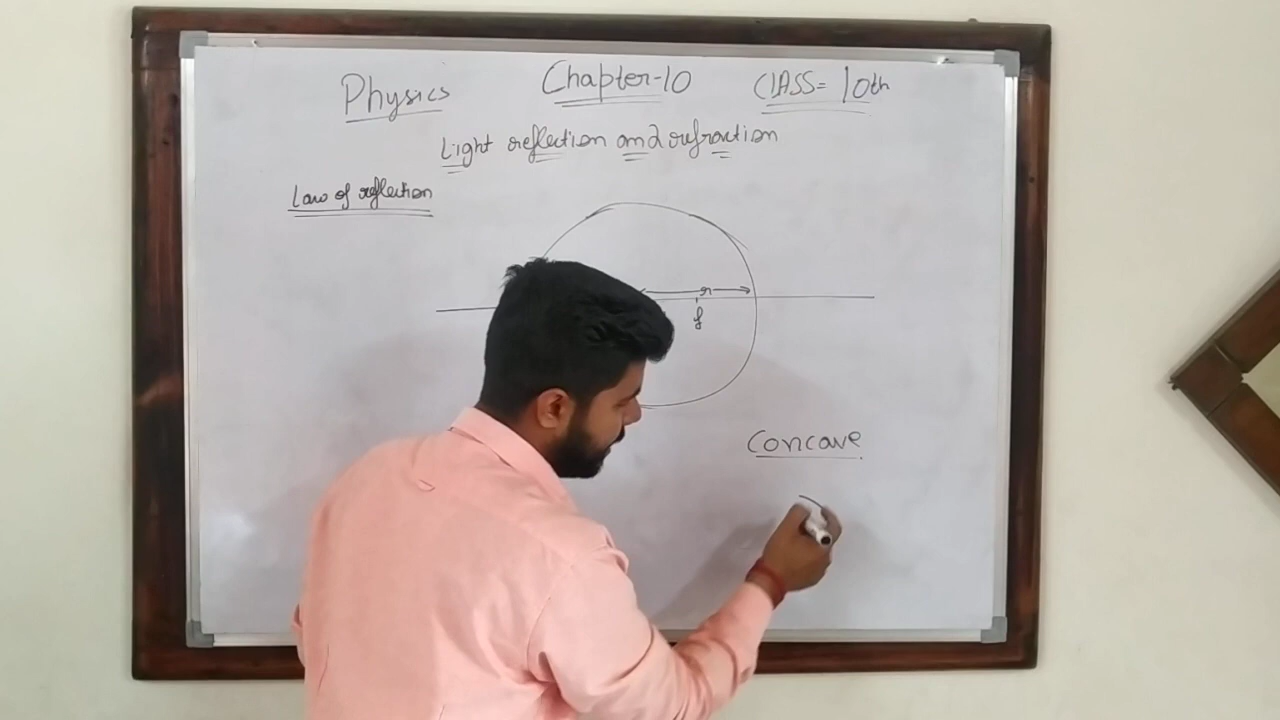 Physics Chapter-10 CLASS= 10th
Light reflection and refraction
Law of reflection
r
f
Concave